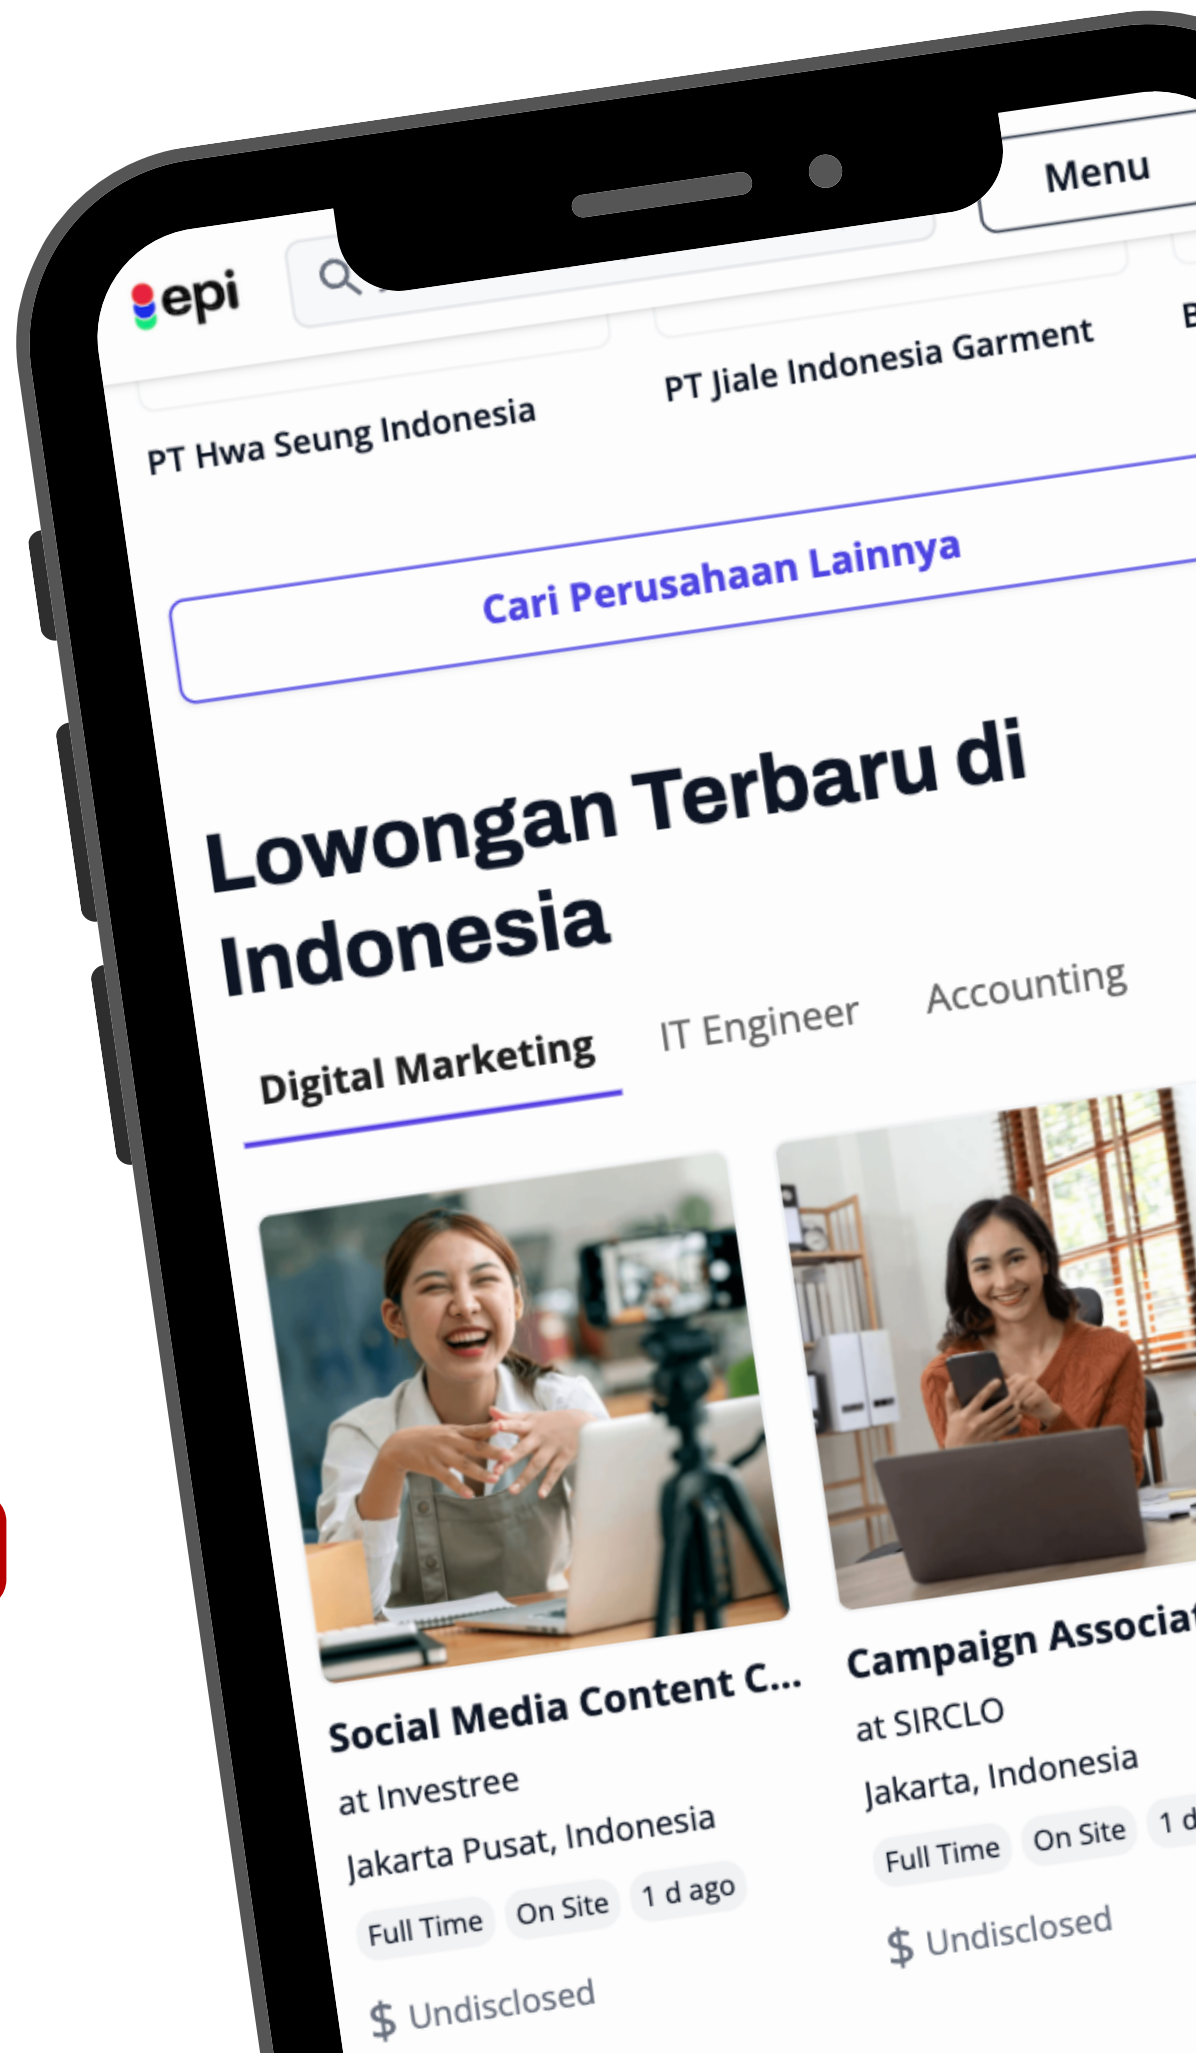 epi
Menu
PT Hwa Seung Indonesia
PT Jiale Indonesia Garment
B
Cari Perusahaan Lainnya
Lowongan Terbaru di
Indonesia
Digital Marketing
IT Engineer
Accounting
Social Media Content C...
at Investree
Jakarta Pusat, Indonesia
Full Time
On Site
1 d ago
$ Undisclosed
Campaign Associat
at SIRCLO
Jakarta, Indonesia
Full Time
On Site
1 d
$ Undisclosed